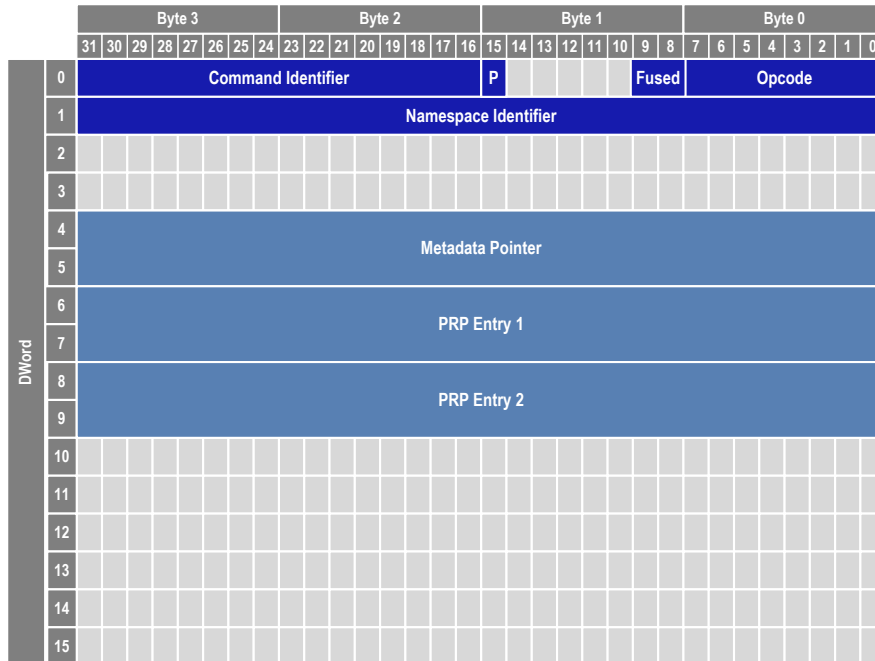 Byte 3 Byte 2 Byte 1 Byte 0
31 30 29 28 27 26 25 24 23 22 21 20 19 18 17 16 15 14 13 12 11 10 9 8 7 6 5 4 3 2 1 0
DWord
0 Command Identifier P Fused Opcode
1 Namespace Identifier
2
3
4
Metadata Pointer
5
6
PRP Entry 1
7
8
PRP Entry 2
9
10
11
12
13
14
15